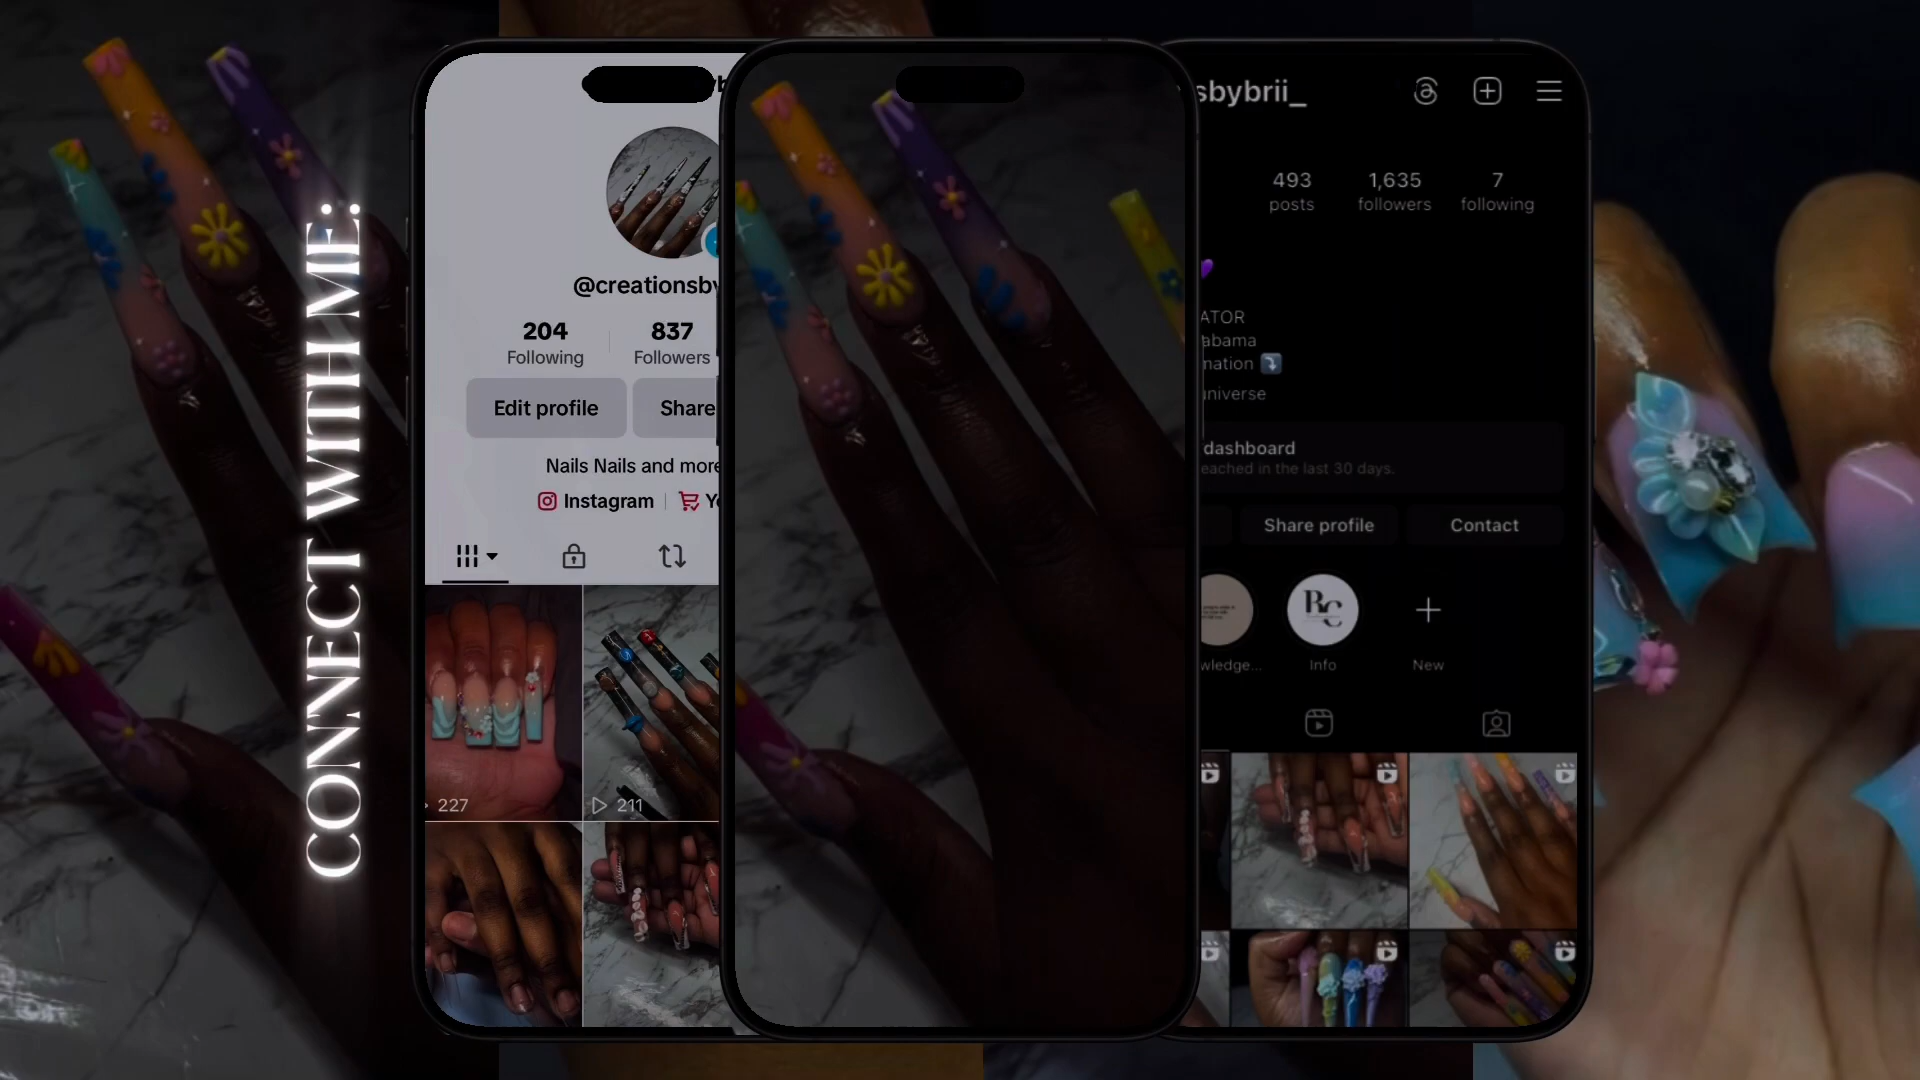 CONNECT WITH ME:
@creationsby
204
Following
837
Followers
Edit profile
Share
Nails Nails and more
Instagram
227
211
sbybrii_
493
posts
1,635
followers
7
following
ATOR
abama
mation
universe
dashboard
eached in the last 30 days.
Share profile
Contact
wledge...
Info
New